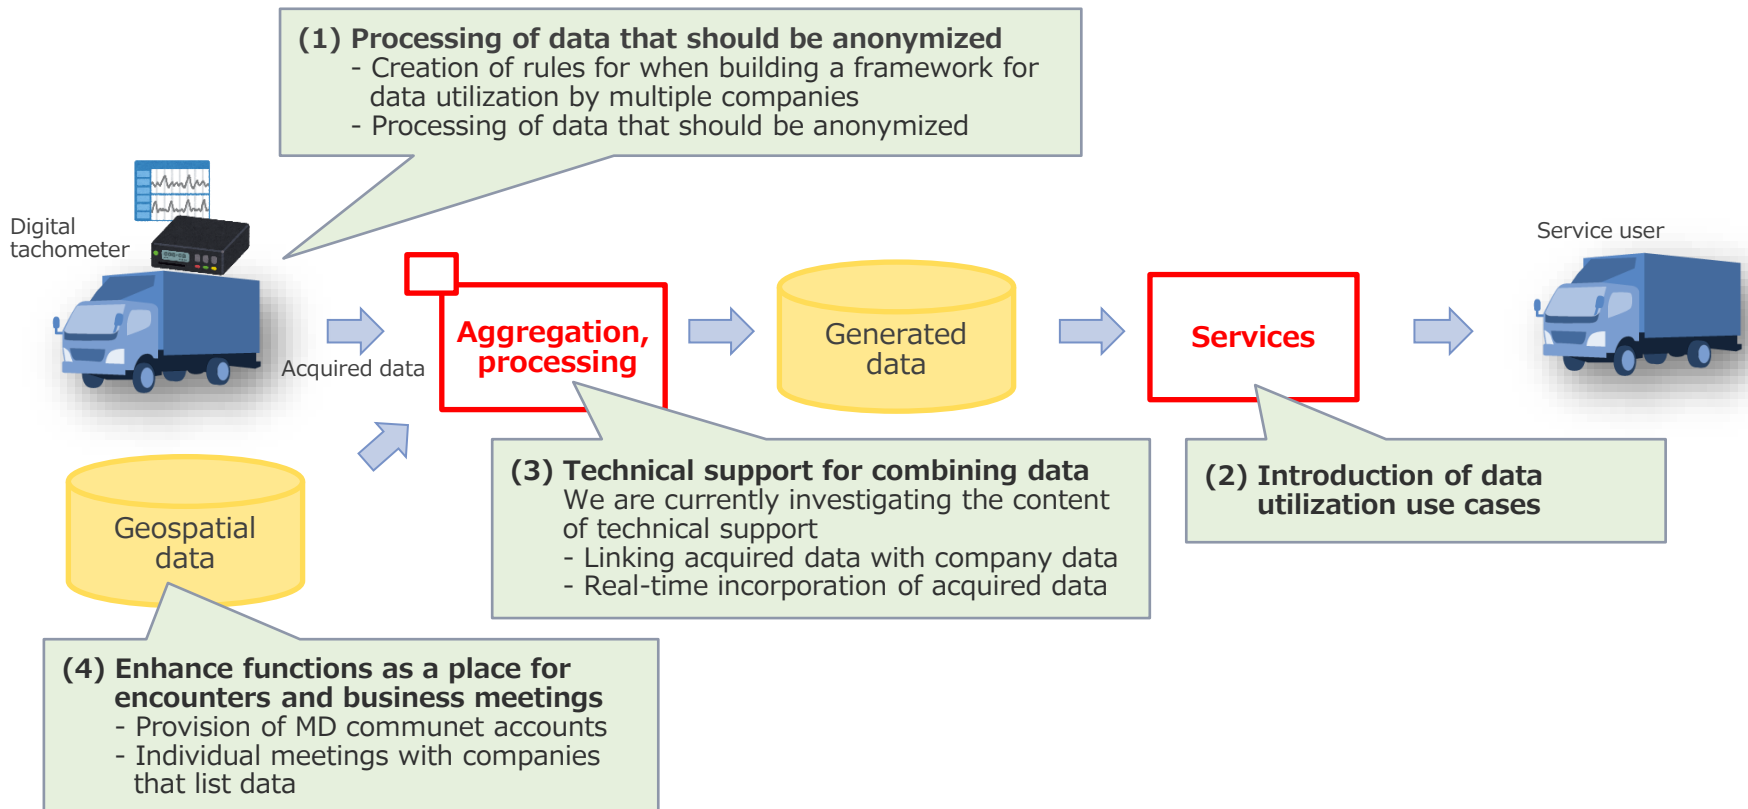 (1) Processing of data that should be anonymized
- Creation of rules for when building a framework for
data utilization by multiple companies
- Processing of data that should be anonymized
Digital
tachometer
Acquired data
Aggregation,
processing
Generated
data
Services
Service user
Geospatial
data
(3) Technical support for combining data
We are currently investigating the content
of technical support
- Linking acquired data with company data
- Real-time incorporation of acquired data
(2) Introduction of data
utilization use cases
(4) Enhance functions as a place for
encounters and business meetings
- Provision of MD communet accounts
- Individual meetings with companies
that list data